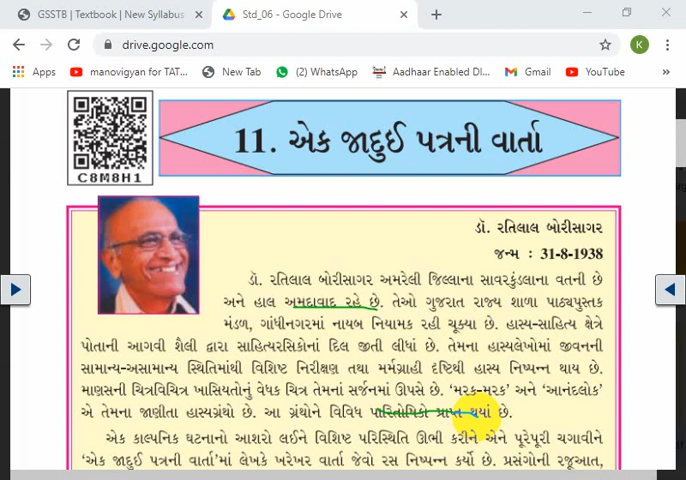 GSSTB | Textbook | New Syllabus
Std_06 - Google Drive
drive.google.com
K
Apps
manovigyan for TAT...
New Tab
(2) WhatsApp
Aadhaar Enabled DI...
Gmail
YouTube
C8M8H1
11. એક જાદુઈ પત્રની વાર્તા
ડૉ. રતિલાલ બોરીસાગર
જન્મ : 31-8-1938
ડૉ. રતિલાલ બોરીસાગર અમરેલી જિલ્લાના સાવરકુંડલાના વતની છે
અને હાલ અમદાવાદ રહે છે. તેઓ ગુજરાત રાજ્ય શાળા પાઠ્યપુસ્તક
મંડળ, ગાંધીનગરમાં નાયબ નિયામક રહી ચૂક્યા છે. હાસ્ય-સાહિત્ય ક્ષેત્રે
પોતાની આગવી શૈલી દ્વારા સાહિત્યરસિકોનાં દિલ જીતી લીધાં છે. તેમના હાસ્યલેખોમાં જીવનની
સામાન્ય-અસામાન્ય સ્થિતિમાંથી વિશિષ્ટ નિરીક્ષણ તથા મર્મગ્રાહી દૃષ્ટિથી હાસ્ય નિષ્પન્ન થાય છે.
માણસની ચિત્રવિચિત્ર ખાસિયતોનું વેધક ચિત્ર તેમનાં સર્જનમાં ઊપસે છે. ‘મરક-મરક’ અને ‘આનંદલોક’
એ તેમના જાણીતા હાસ્યગ્રંથો છે. આ ગ્રંથોને વિવિધ પારિતોષિકો પ્રાપ્ત થયાં છે.
એક કાલ્પનિક ઘટનાનો આશરો લઈને વિશિષ્ટ પરિસ્થિતિ ઊભી કરીને એને પૂરેપૂરી ચગાવીને
‘એક જાદુઈ પત્રની વાર્તા’માં લેખકે ખરેખર વાર્તા જેવો રસ નિષ્પન્ન કર્યો છે. પ્રસંગોની રજૂઆત,